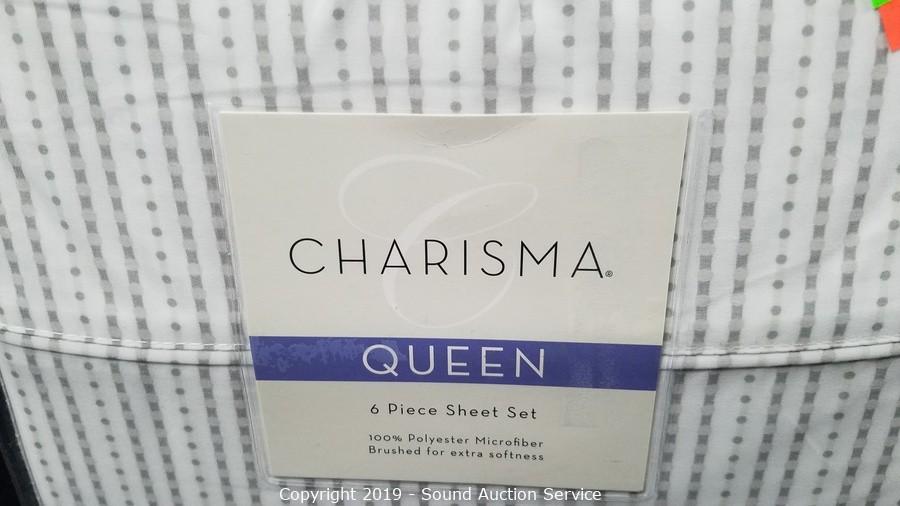 CHARISMA®
QUEEN
6 Piece Sheet Set
100% Polyester Microfiber
Brushed for extra softness
Copyright 2019 - Sound Auction Service